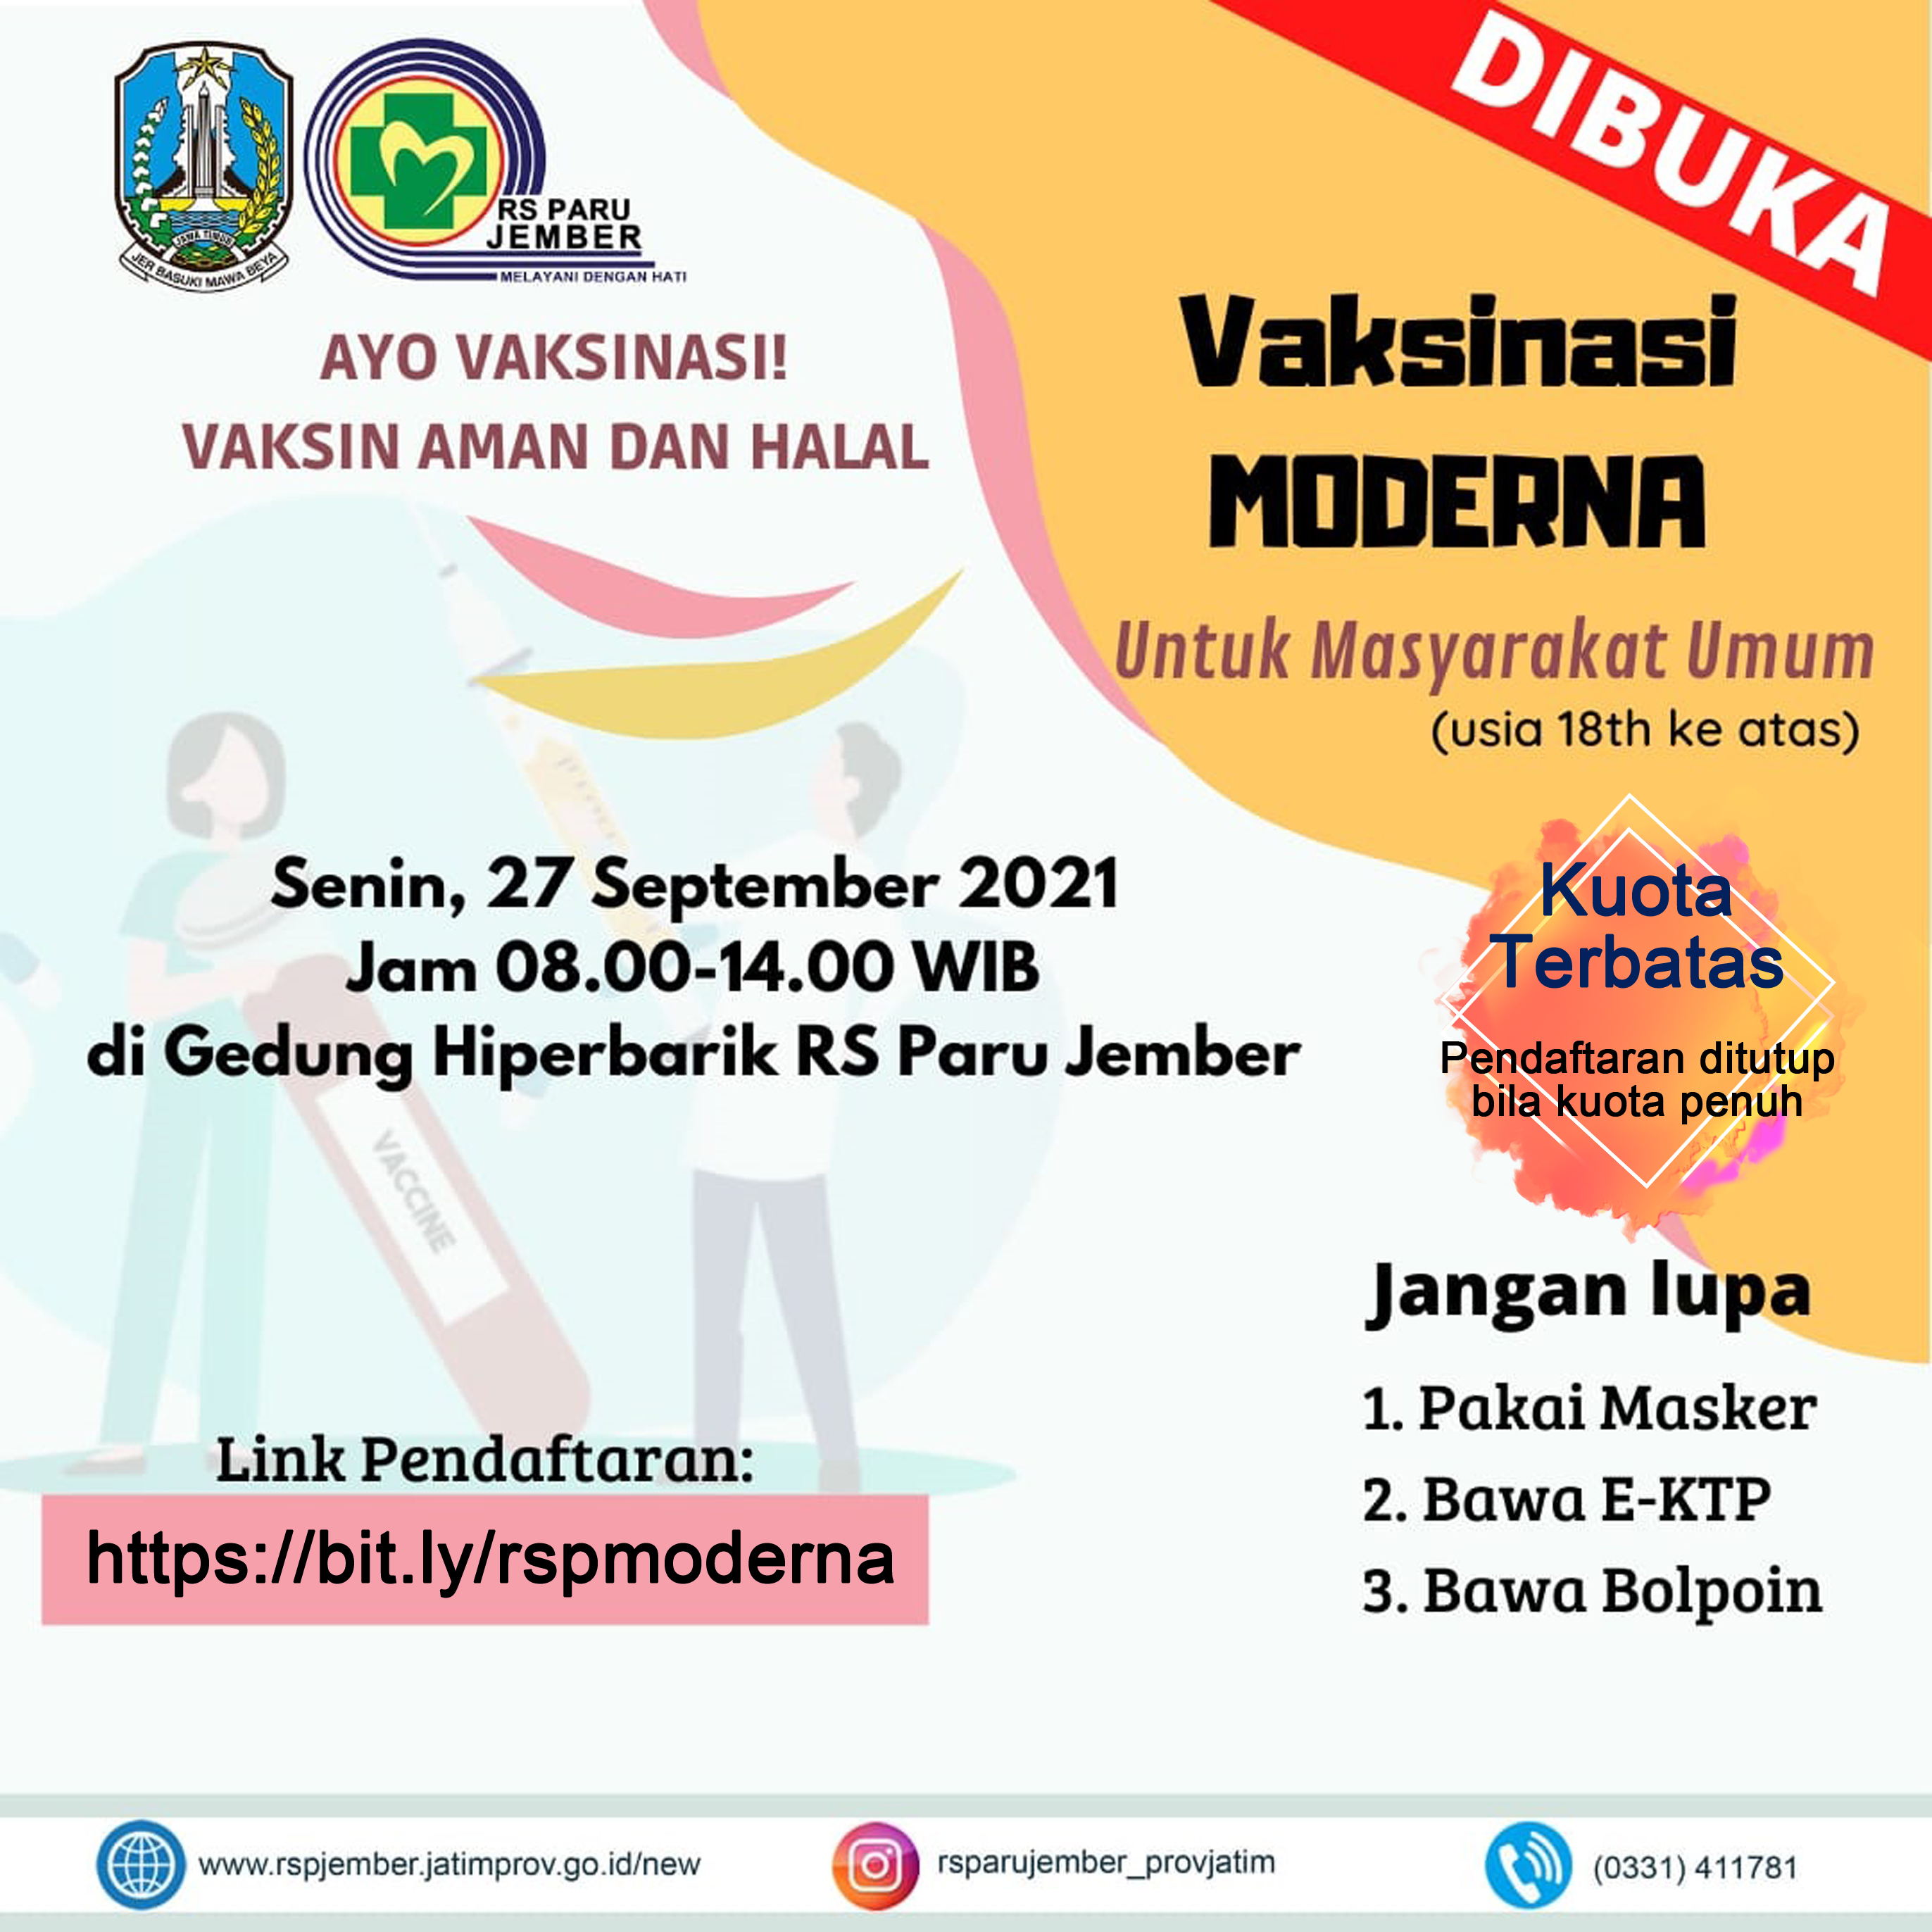 DIBUKA
JAWA TIMUR
JER BASUKI MAWA BEYA
RS PARU
JEMBER
MELAYANI DENGAN HATI
AYO VAKSINASI!
VAKSIN AMAN DAN HALAL
Vaksinasi
MODERNA
Untuk Masyarakat Umum
(usia 18th ke atas)
Senin, 27 September 2021
Jam 08.00-14.00 WIB
di Gedung Hiperbarik RS Paru Jember
Kuota
Terbatas
Pendaftaran ditutup
bila kuota penuh
VACCINE
Jangan lupa
1. Pakai Masker
2. Bawa E-KTP
3. Bawa Bolpoin
Link Pendaftaran:
https://bit.ly/rspmoderna
www.rspjember.jatimprov.go.id/new
rsparujember_provjatim
(0331) 411781